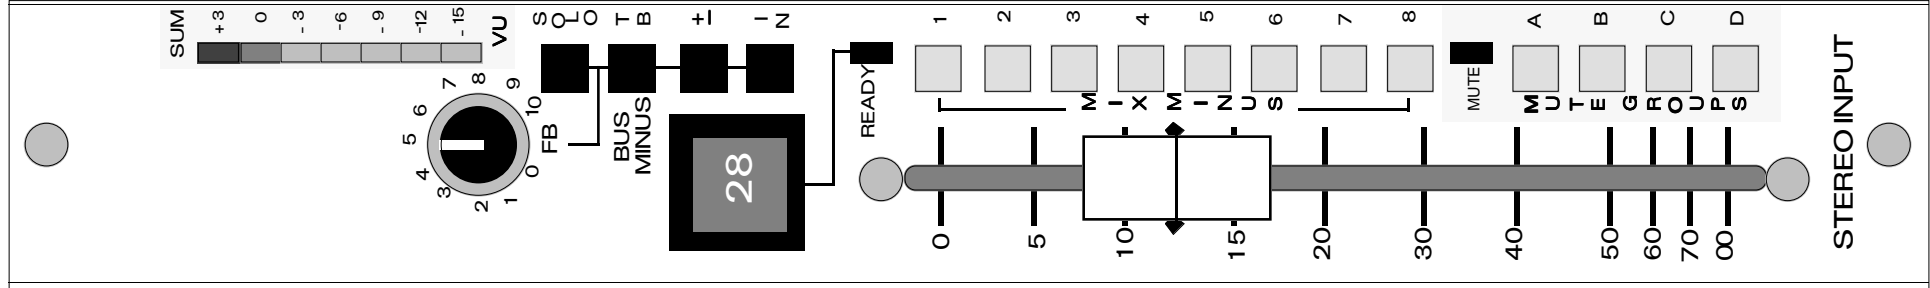 SUM
+3
0
-3
-6
-9
-12
-15
VU
SOLO
TB
+–
IN
0
1
2
3
4
5
6
7
8
9
10
FB
BUS
MINUS
28
READY
1
2
3
4
5
6
7
8
MIX MINUS
MUTE
A
B
C
D
MUTE GROUPS
0
5
10
15
20
30
40
50
60
70
00
STEREO INPUT